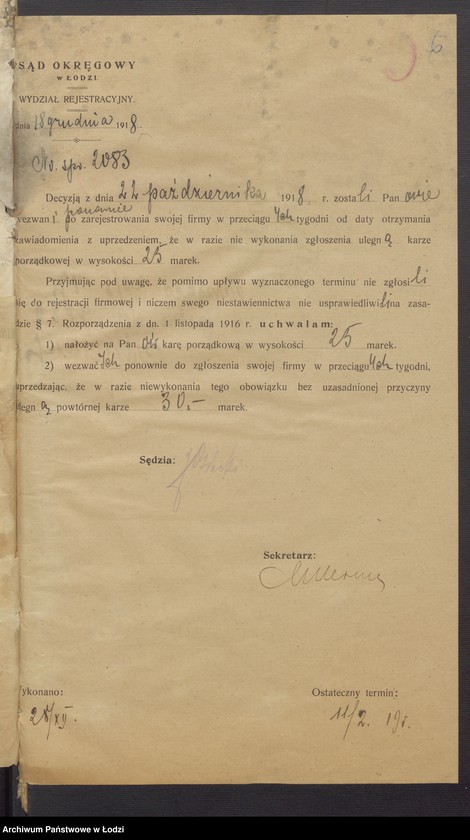 6
SĄD OKRĘGOWY
W ŁODZI
WYDZIAŁ REJESTRACYJNY.
dnia 18 grudnia 1918.
No. spr. 2083
Decyzją z dnia 22 października 1918, r. zostali Panowie
wezwani ponownie do zarejestrowania swojej firmy w przeciągu 4ch tygodni od daty otrzymania
zawiadomienia z uprzedzeniem, że w razie nie wykonania zgłoszenia ulegną karze
porządkowej w wysokości 25 marek.
Przyjmując pod uwagę, że pomimo upływu wyznaczonego terminu nie zgłosili
się do rejestracji firmowej i niczem swego niestawiennictwa nie usprawiedliwili na zasa-
dzie § 7. Rozporządzenia z dn. 1 listopada 1916 r. uchwalam:
1) nałożyć na Panów karę porządkową w wysokości 25 marek.
2) wezwać Ich ponownie do zgłoszenia swojej firmy w przeciągu 4ch tygodni,
uprzedzając, że w razie niewykonania tego obowiązku bez uzasadnionej przyczyny
ulegną powtórnej karze 30.- marek.
Sędzia:
Sekretarz:
Wykonano:
Ostateczny termin:
28/XII.
11/2. 19r.
Archiwum Państwowe w Łodzi